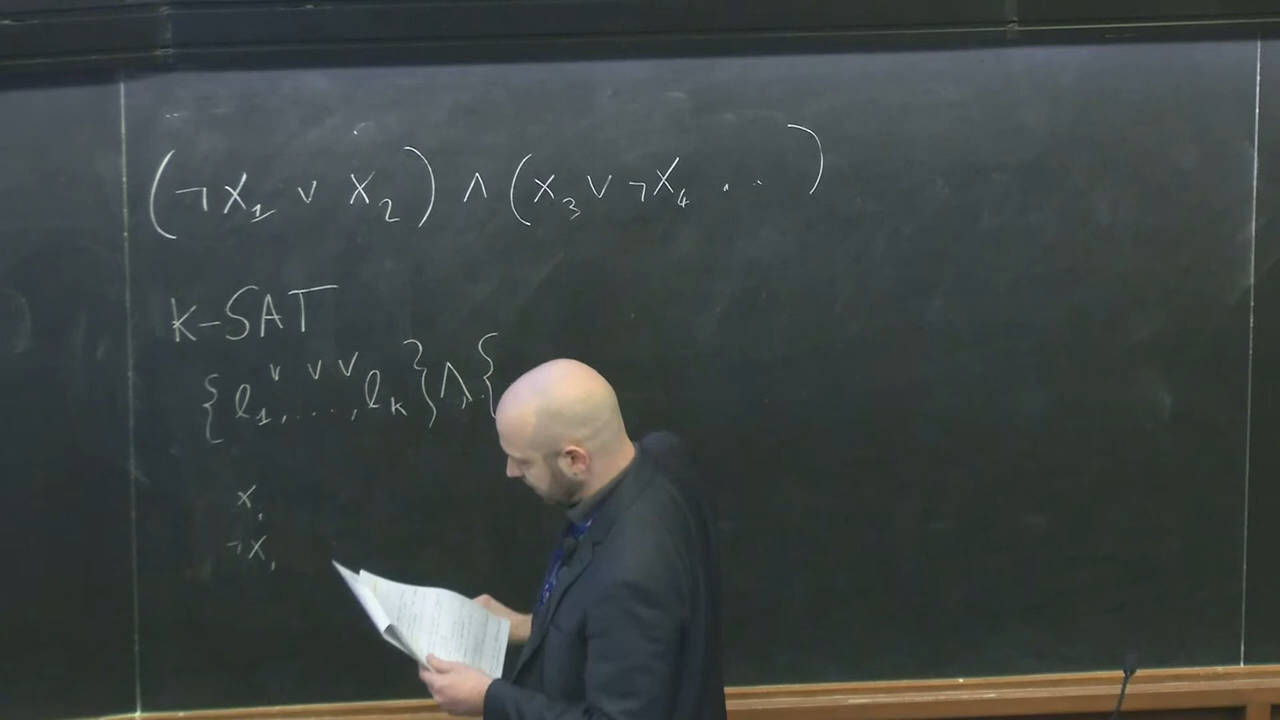 (¬X₁ ∨ X₂) ∧ (X₃ ∨ ¬X₄ ...)
K-SAT
{ℓ₁, ∨ ... ∨ , ∨ ℓₖ} ∧, {
X₁
¬X₁